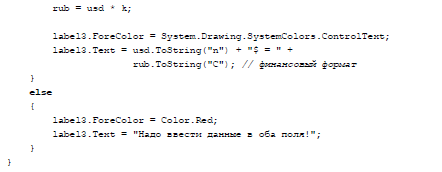 rub = usd * k;
label3.ForeColor = System.Drawing.SystemColors.ControlText;
label3.Text = usd.ToString("n") + "$ = " +
rub.ToString("C"); // финансовый формат
}
else
{
label3.ForeColor = Color.Red;
label3.Text = "Надо ввести данные в оба поля!";
}
}